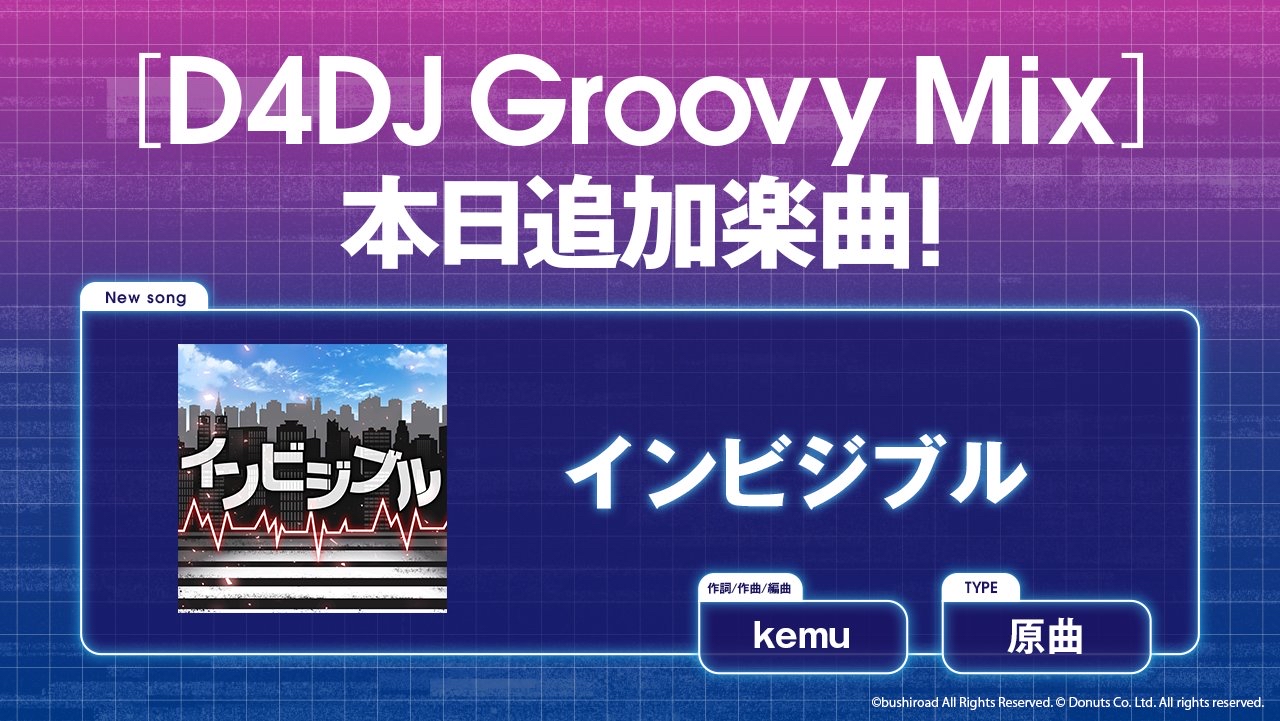 [D4DJ Groovy Mix]
本日追加楽曲!
New song
インビジブル
インビジブル
作詞/作曲/編曲
kemu
TYPE
原曲
©bushiroad All Rights Reserved. © Donuts Co. Ltd. All rights reserved.